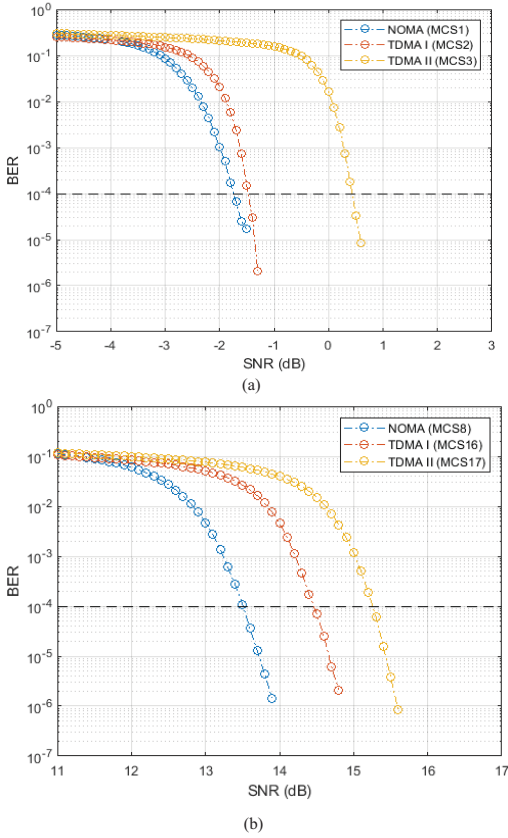 10^0
10^-1
10^-2
10^-3
10^-4
10^-5
10^-6
10^-7
BER
NOMA (MCS1)
TDMA I (MCS2)
TDMA II (MCS3)
-5 -4 -3 -2 -1 0 1 2 3
SNR (dB)
(a)
10^0
10^-1
10^-2
10^-3
10^-4
10^-5
10^-6
10^-7
BER
NOMA (MCS8)
TDMA I (MCS16)
TDMA II (MCS17)
11 12 13 14 15 16 17
SNR (dB)
(b)